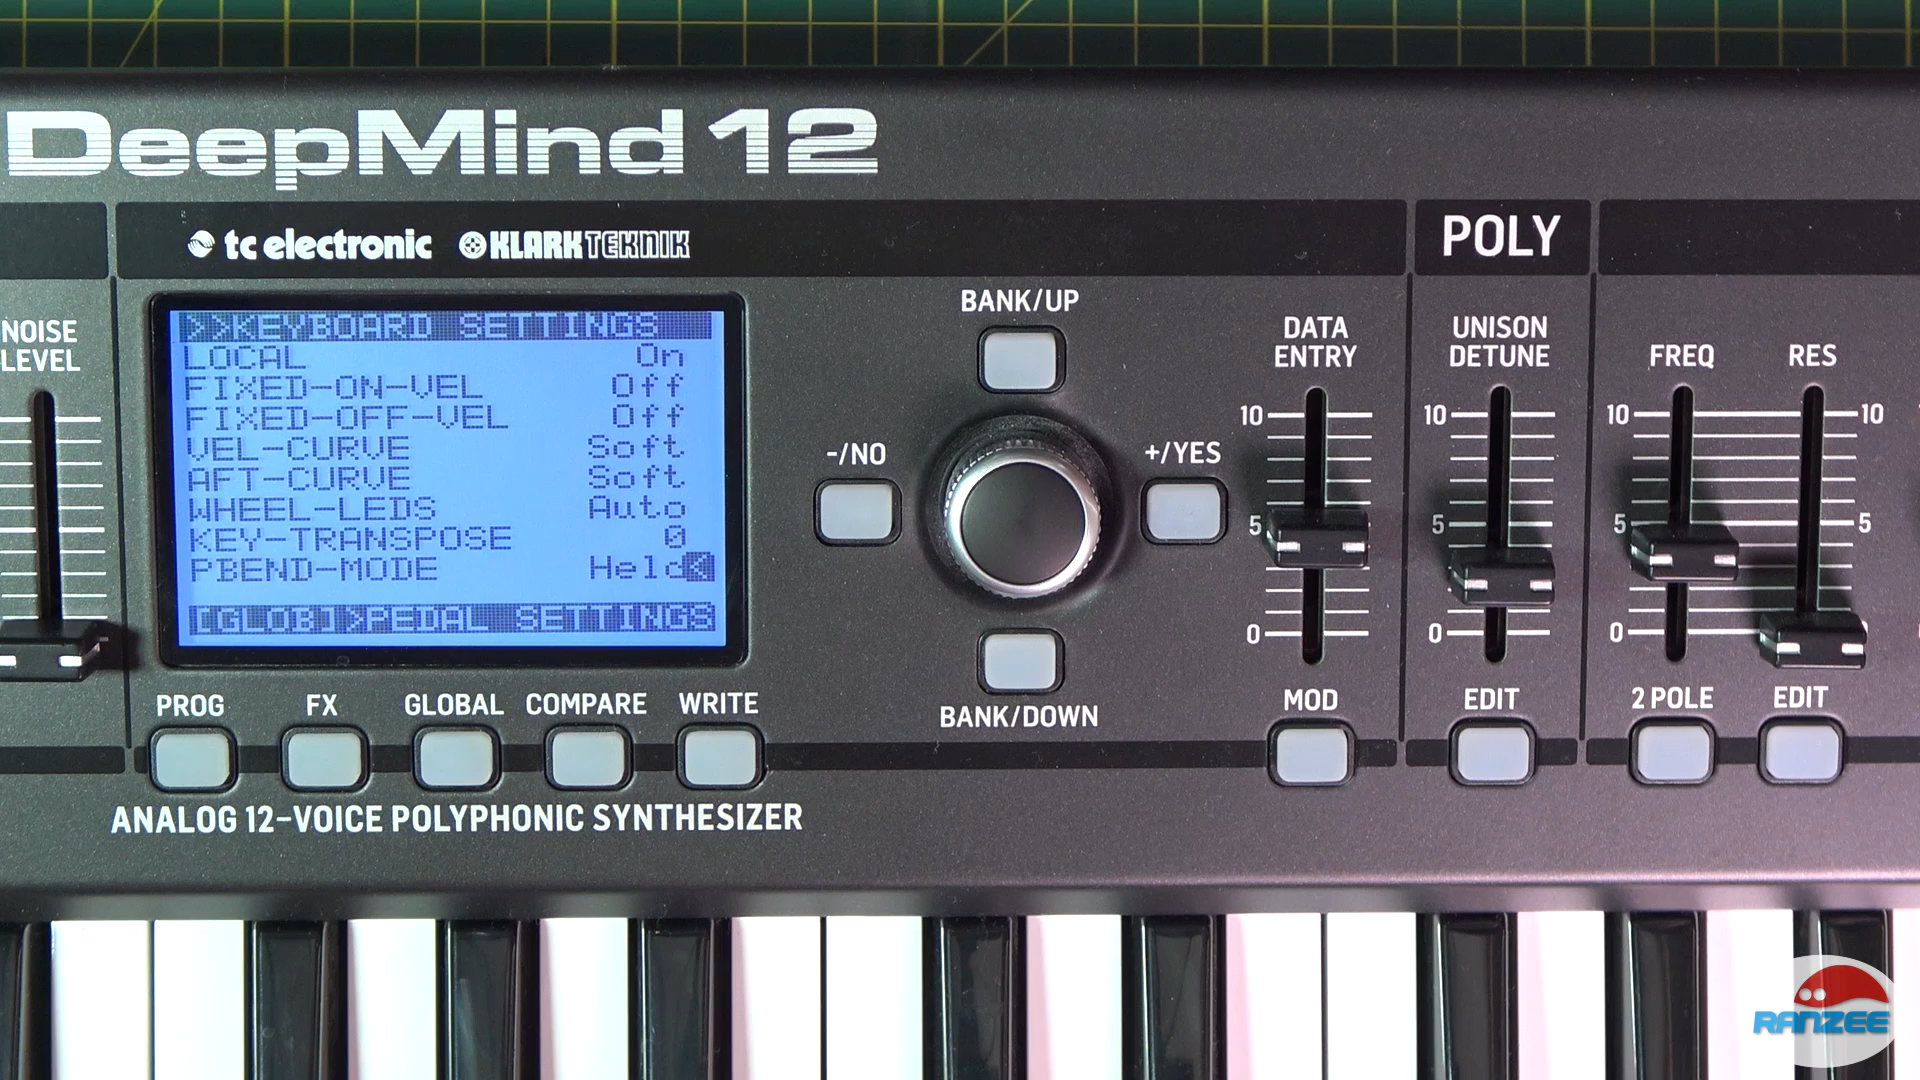 DeepMind 12
tc electronic KLARK TEKNIK
POLY
NOISE
LEVEL
>>KEYBOARD SETTINGS
LOCAL On
FIXED-ON-VEL Off
FIXED-OFF-VEL Off
VEL-CURVE Soft
AFT-CURVE Soft
WHEEL-LEDS Auto
KEY-TRANSPOSE 0
PBEND-MODE Held<
[GLOB]>PEDAL SETTINGS
BANK/UP
-/NO
+/YES
BANK/DOWN
DATA
ENTRY
10
5
0
MOD
UNISON
DETUNE
10
5
0
EDIT
FREQ RES
10 10
5 5
0
2 POLE EDIT
PROG FX GLOBAL COMPARE WRITE
ANALOG 12-VOICE POLYPHONIC SYNTHESIZER
RANZEE